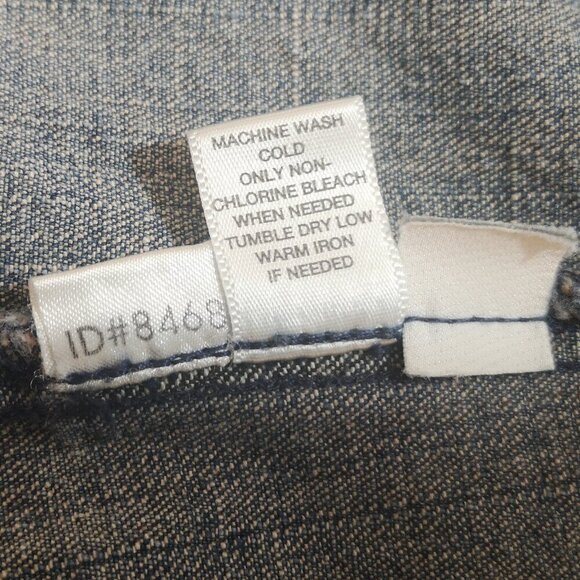 MACHINE WASH
COLD
ONLY NON-
CHLORINE BLEACH
WHEN NEEDED
TUMBLE DRY LOW
WARM IRON
IF NEEDED
ID#8468